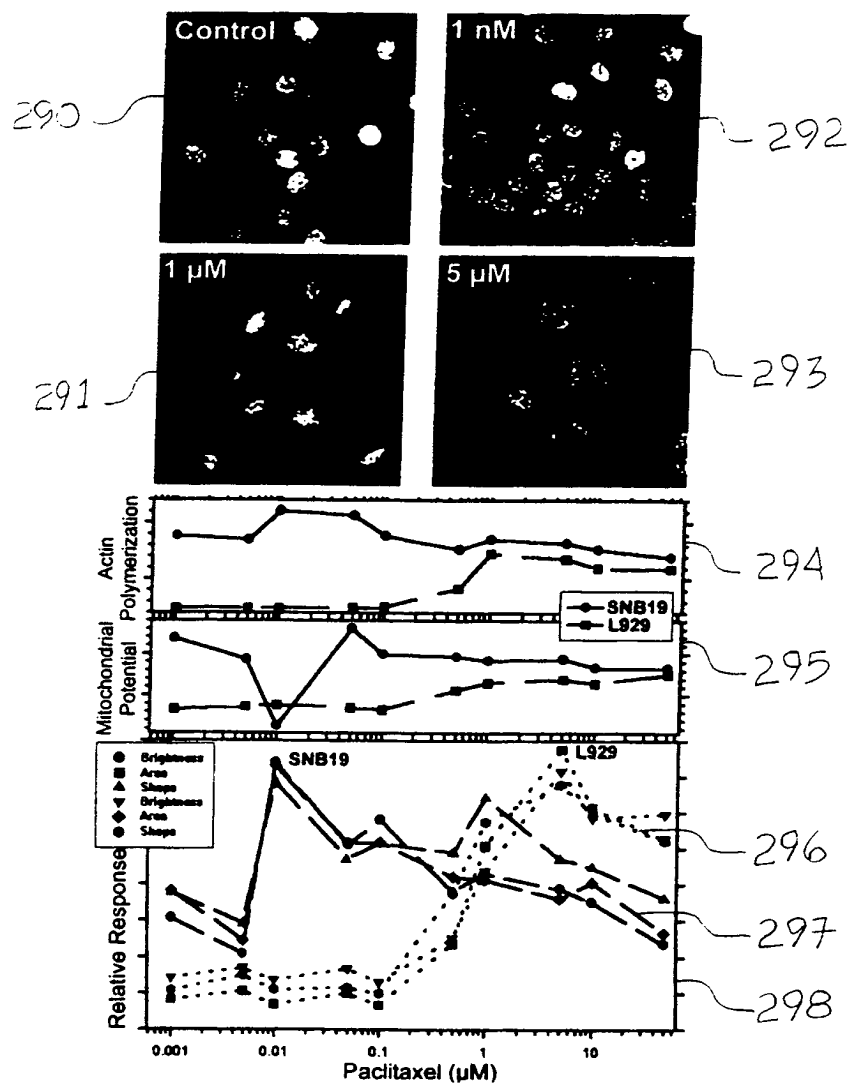 Control
1 nM
290
292
1 µM
5 µM
291
293
Actin
Polymerization
294
SNB19
L929
Mitochondrial
Potential
295
Brightness
Area
Shape
Brightness
Area
Shape
SNB19
L929
Relative Response
296
297
298
0.001
0.01
0.1
1
10
Paclitaxel (µM)